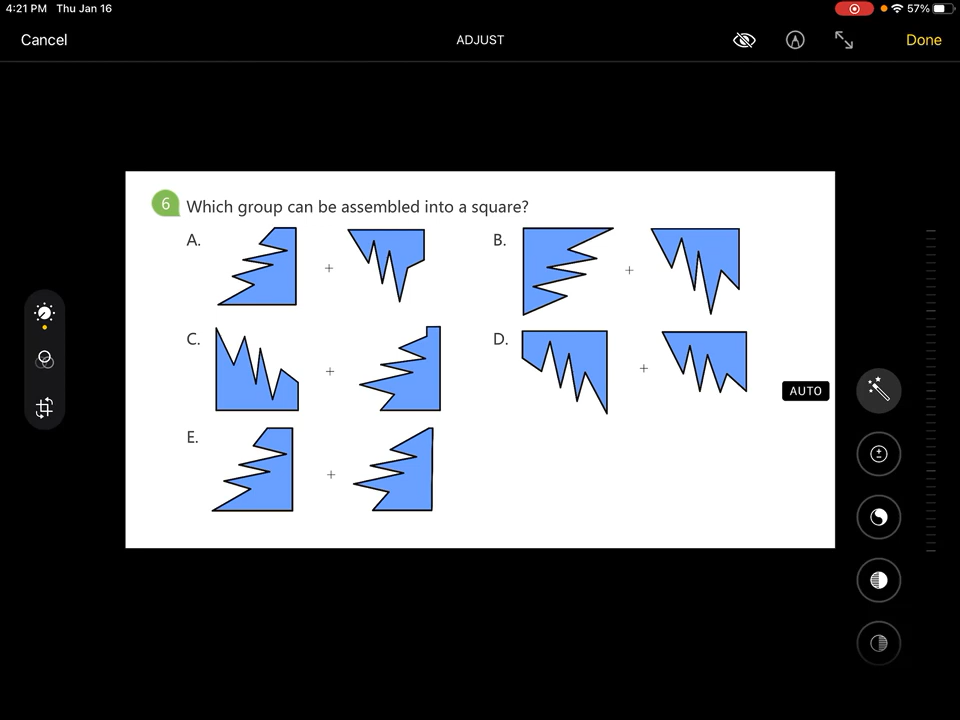 4:21 PM Thu Jan 16 57%
Cancel ADJUST Done
6 Which group can be assembled into a square?
A. + B. +
C. + D. +
AUTO
E. +